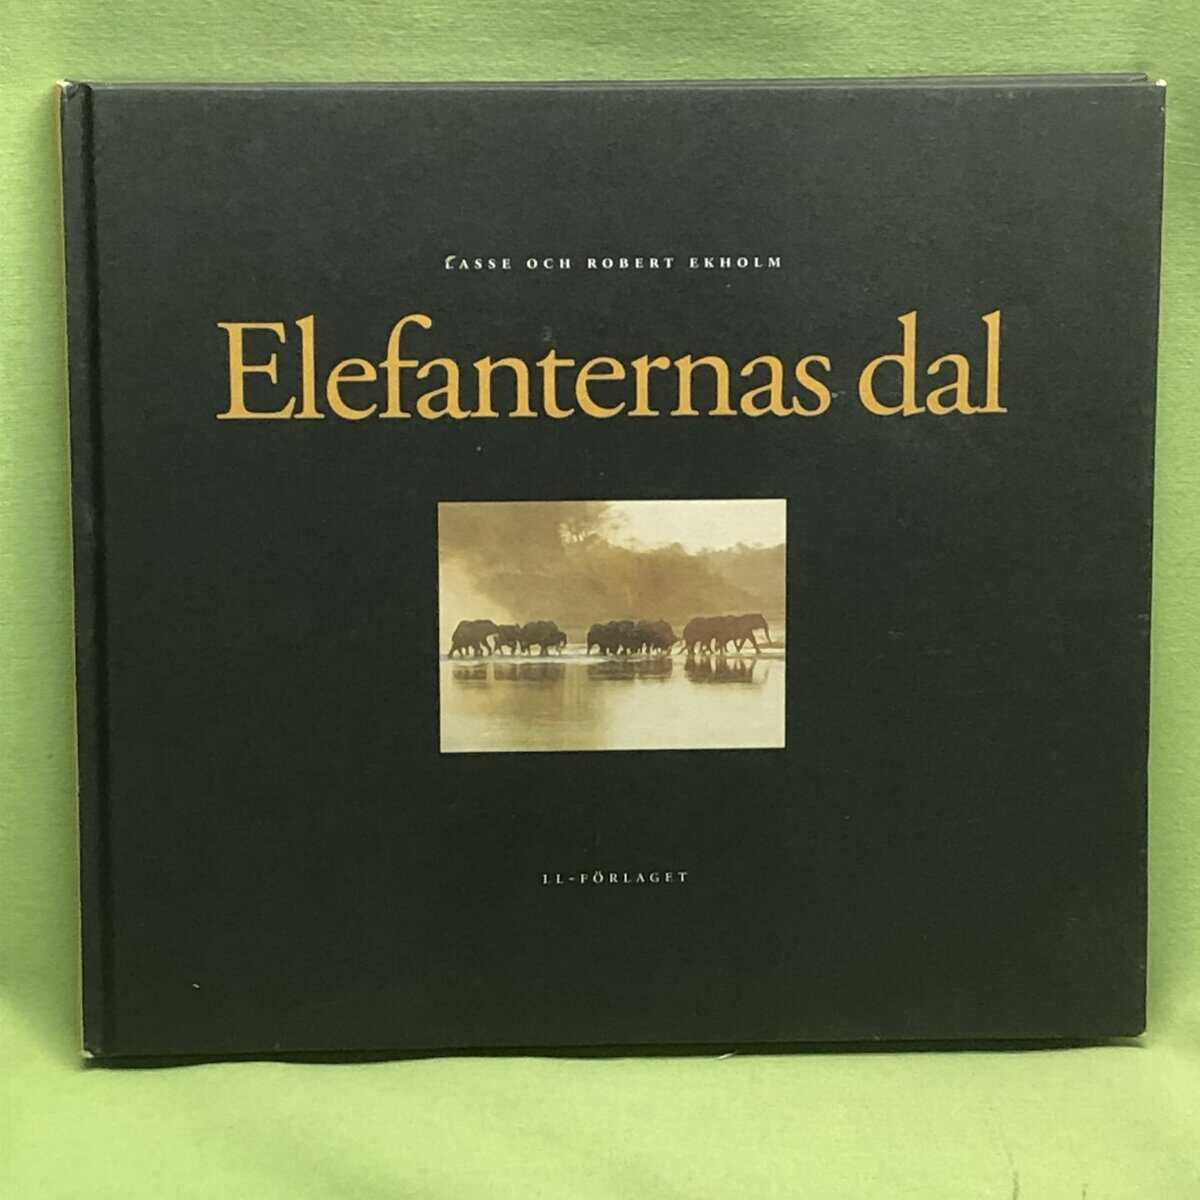 LASSE OCH ROBERT EKHOLM
Elefanternas dal
LL-FÖRLAGET